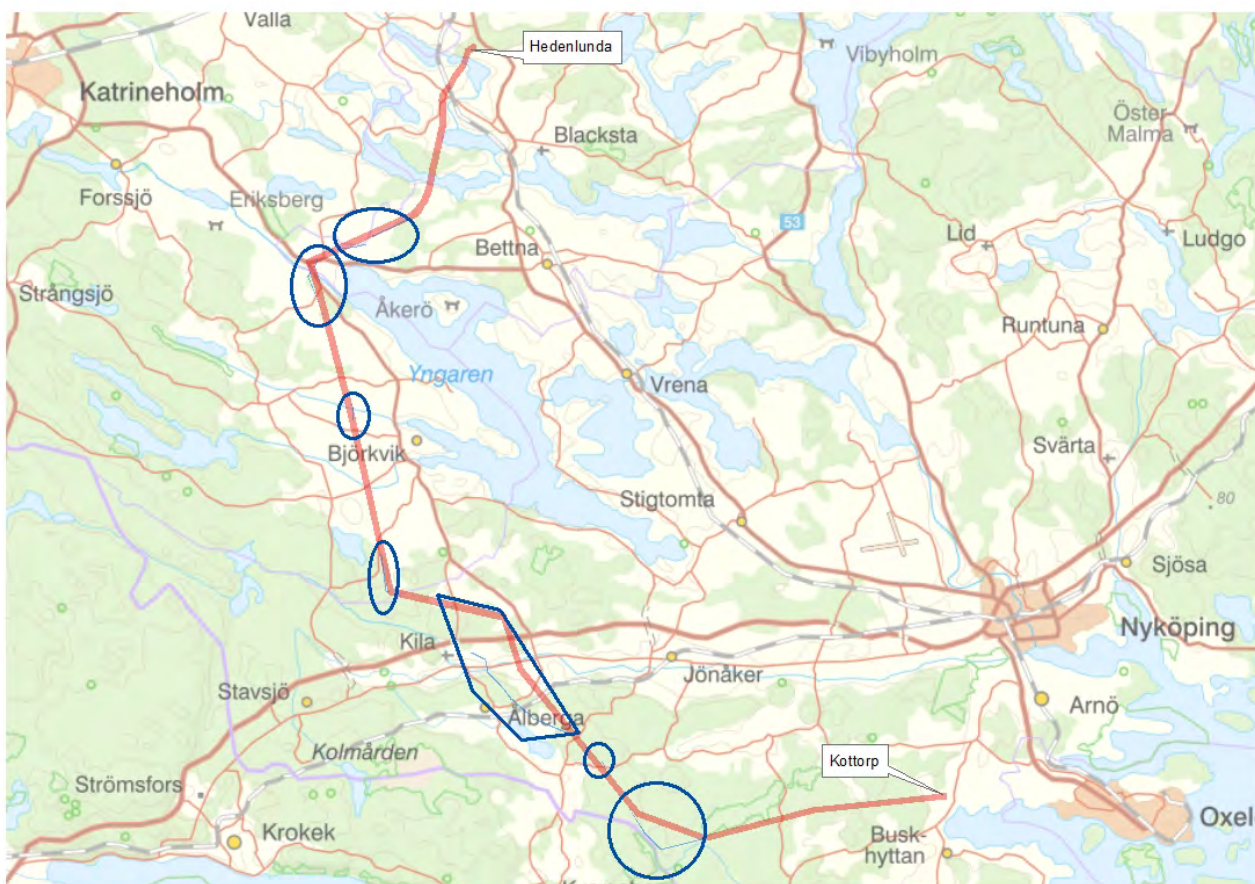 Valla
Hedenlunda
Vibyholm
Katrineholm
Blacksta
Öster
Malma
Forssjö
Eriksberg
53
Bettna
Lid
Ludgo
Strångsjö
Åkerö
Runtuna
Yngaren
Vrena
Björkvik
Svärta
Stigtomta
80
Sjösa
Kila
Nyköping
Jönåker
Stavsjö
Ålberga
Arnö
Kolmården
Kottorp
Strömsfors
Krokek
Busk-
hyttan
Oxel